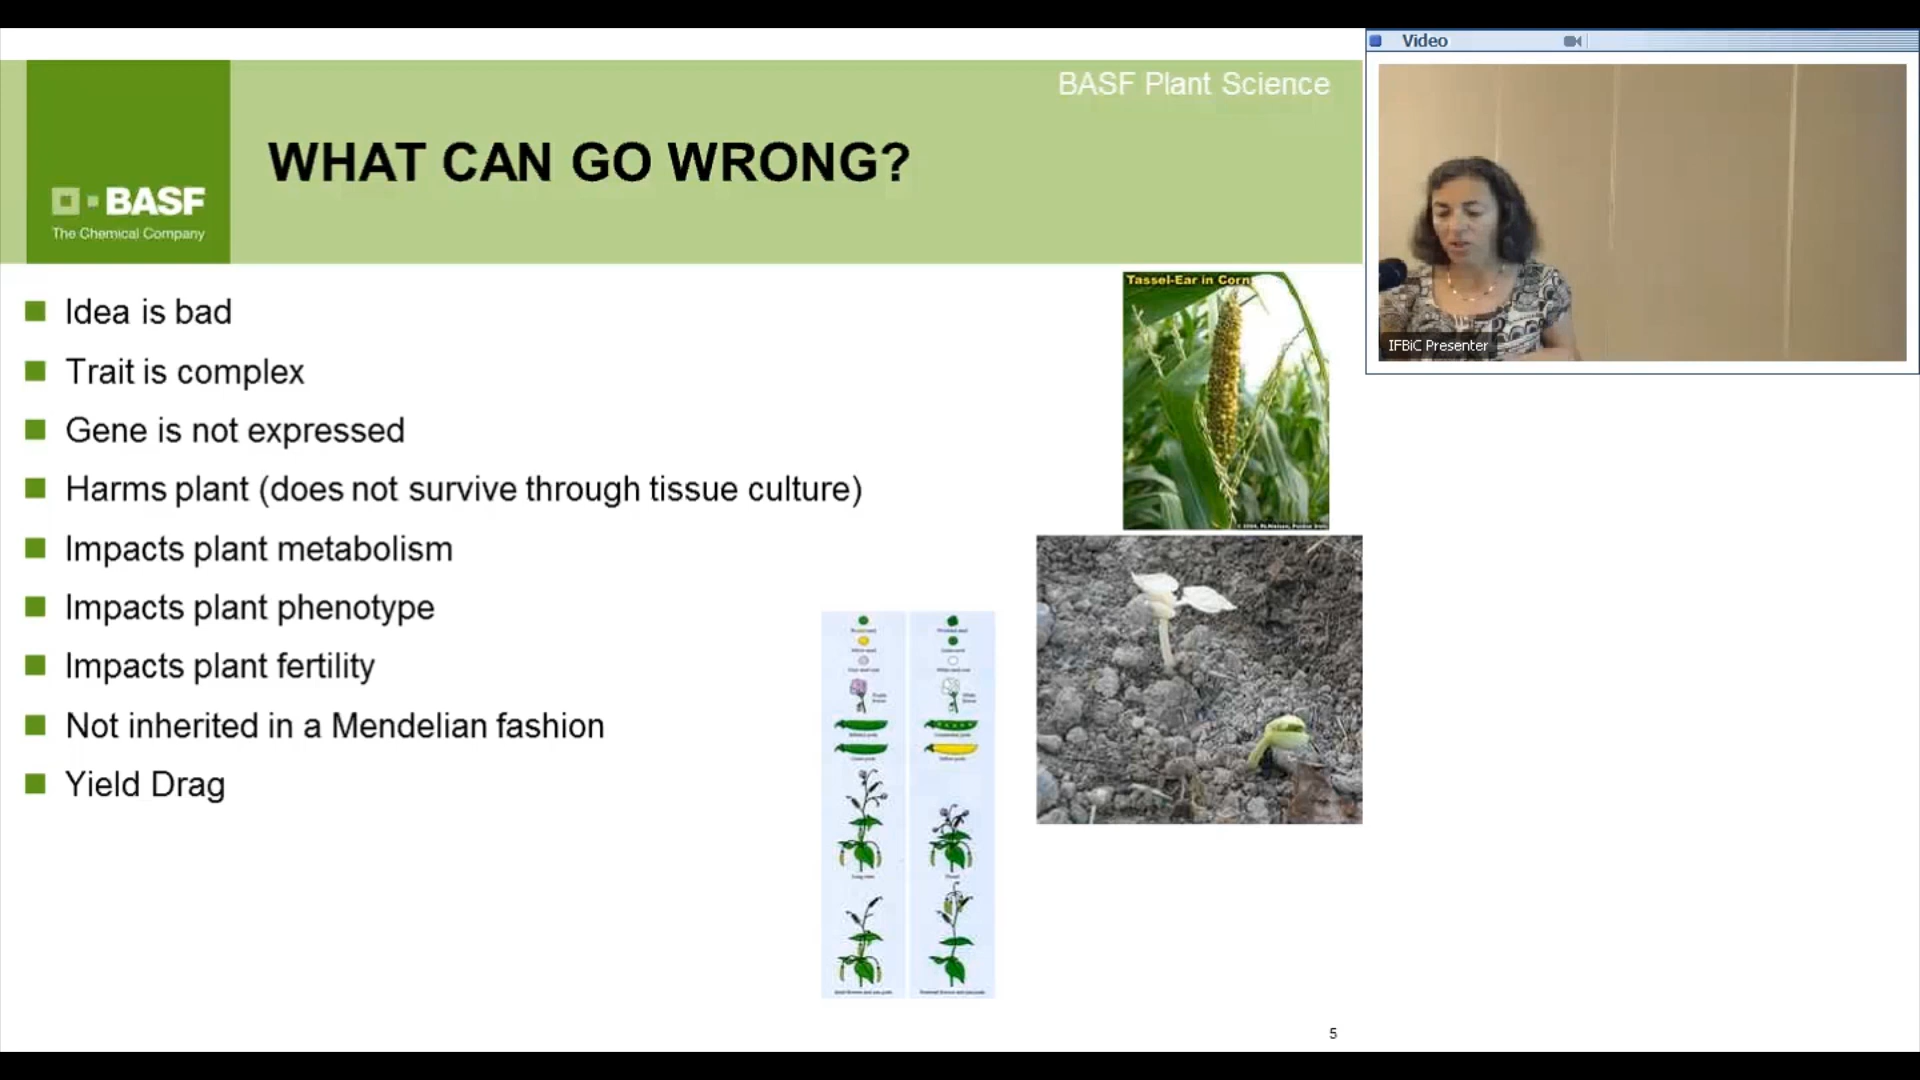 BASF Plant Science
WHAT CAN GO WRONG?
BASF
The Chemical Company
Idea is bad
Trait is complex
Gene is not expressed
Harms plant (does not survive through tissue culture)
Impacts plant metabolism
Impacts plant phenotype
Impacts plant fertility
Not inherited in a Mendelian fashion
Yield Drag
Tassel-Ear in Corn
5
Video
IFBiC Presenter